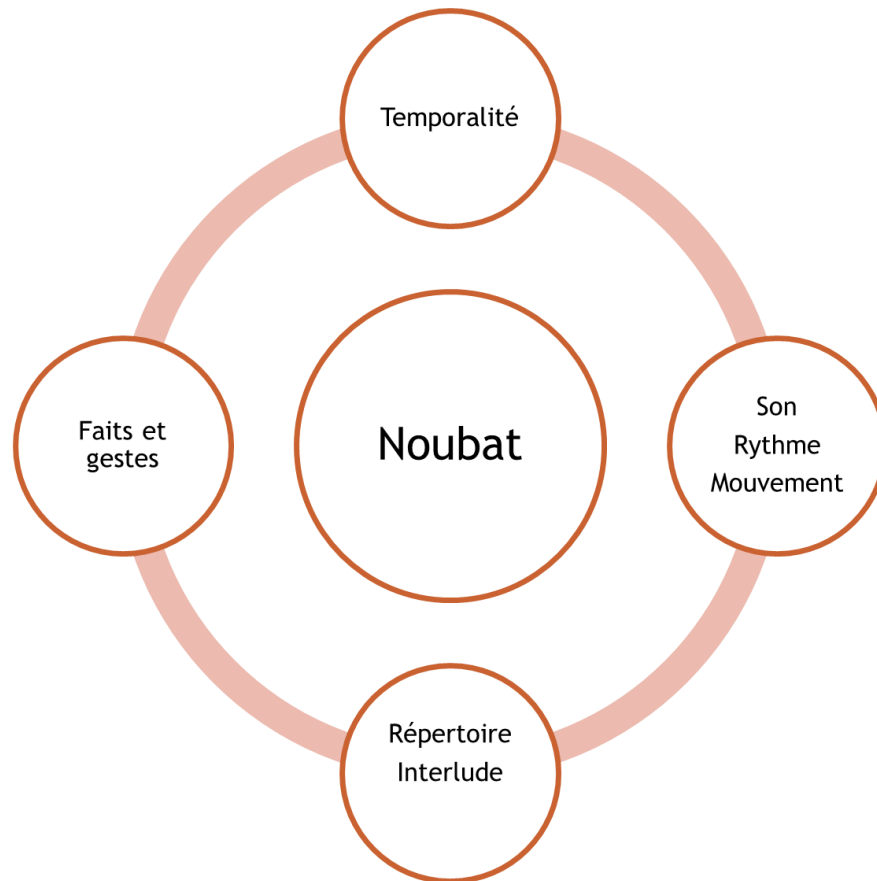 Temporalité
Faits et
gestes
Noubat
Son
Rythme
Mouvement
Répertoire
Interlude